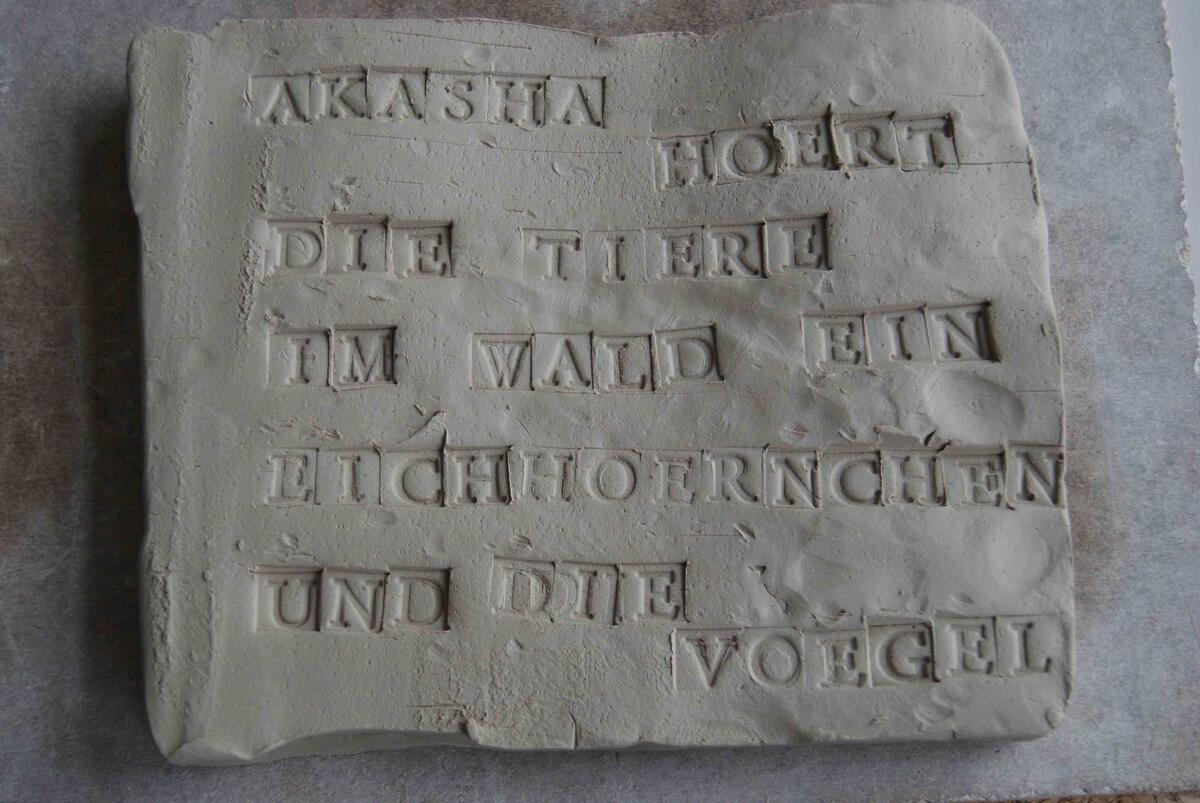 AKASHA
HOERT
DIE TIERE
IM WALD EIN
EICHHOERNCHEN
UND DIE
VOEGEL